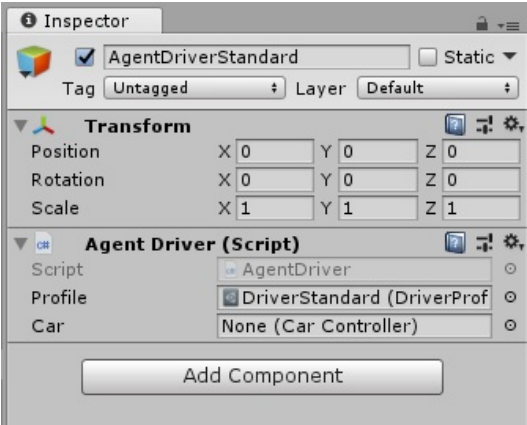 Inspector
AgentDriverStandard Static
Tag Untagged Layer Default
Transform
Position X 0 Y 0 Z 0
Rotation X 0 Y 0 Z 0
Scale X 1 Y 1 Z 1
c# Agent Driver (Script)
Script AgentDriver
Profile DriverStandard (DriverProf
Car None (Car Controller)
Add Component